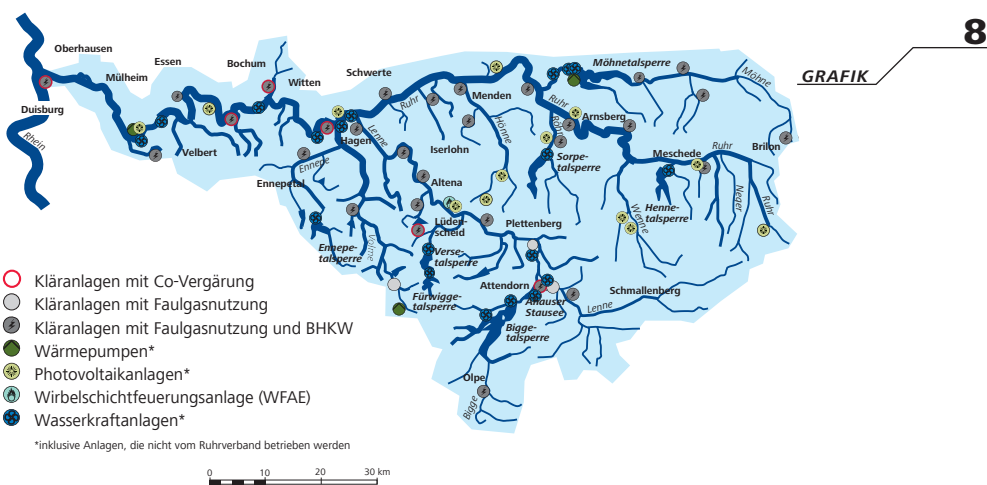 8
GRAFIK
Oberhausen
Essen
Bochum
Mülheim
Witten
Schwerte
Möhnetalsperre
Möhne
Duisburg
Menden
Ruhr
Ruhr
Arnsberg
Rhein
Hagen
Lenne
Hönne
Röhr
Velbert
Iserlohn
Sorpe-
talsperre
Meschede
Ruhr
Brilon
Ennepe
Ennepetal
Altena
Henne-
talsperre
Wenne
Neger
Ruhr
Lüden-
scheid
Plettenberg
Ennepe-
talsperre
Volme
Verse-
talsperre
Attendorn
Schmallenberg
Fürwigge-
talsperre
Ahauser
Stausee
Lenne
Bigge-
talsperre
Olpe
Bigge
Kläranlagen mit Co-Vergärung
Kläranlagen mit Faulgasnutzung
Kläranlagen mit Faulgasnutzung und BHKW
Wärmepumpen*
Photovoltaikanlagen*
Wirbelschichtfeuerungsanlage (WFAE)
Wasserkraftanlagen*
*inklusive Anlagen, die nicht vom Ruhrverband betrieben werden
0 10 20 30 km